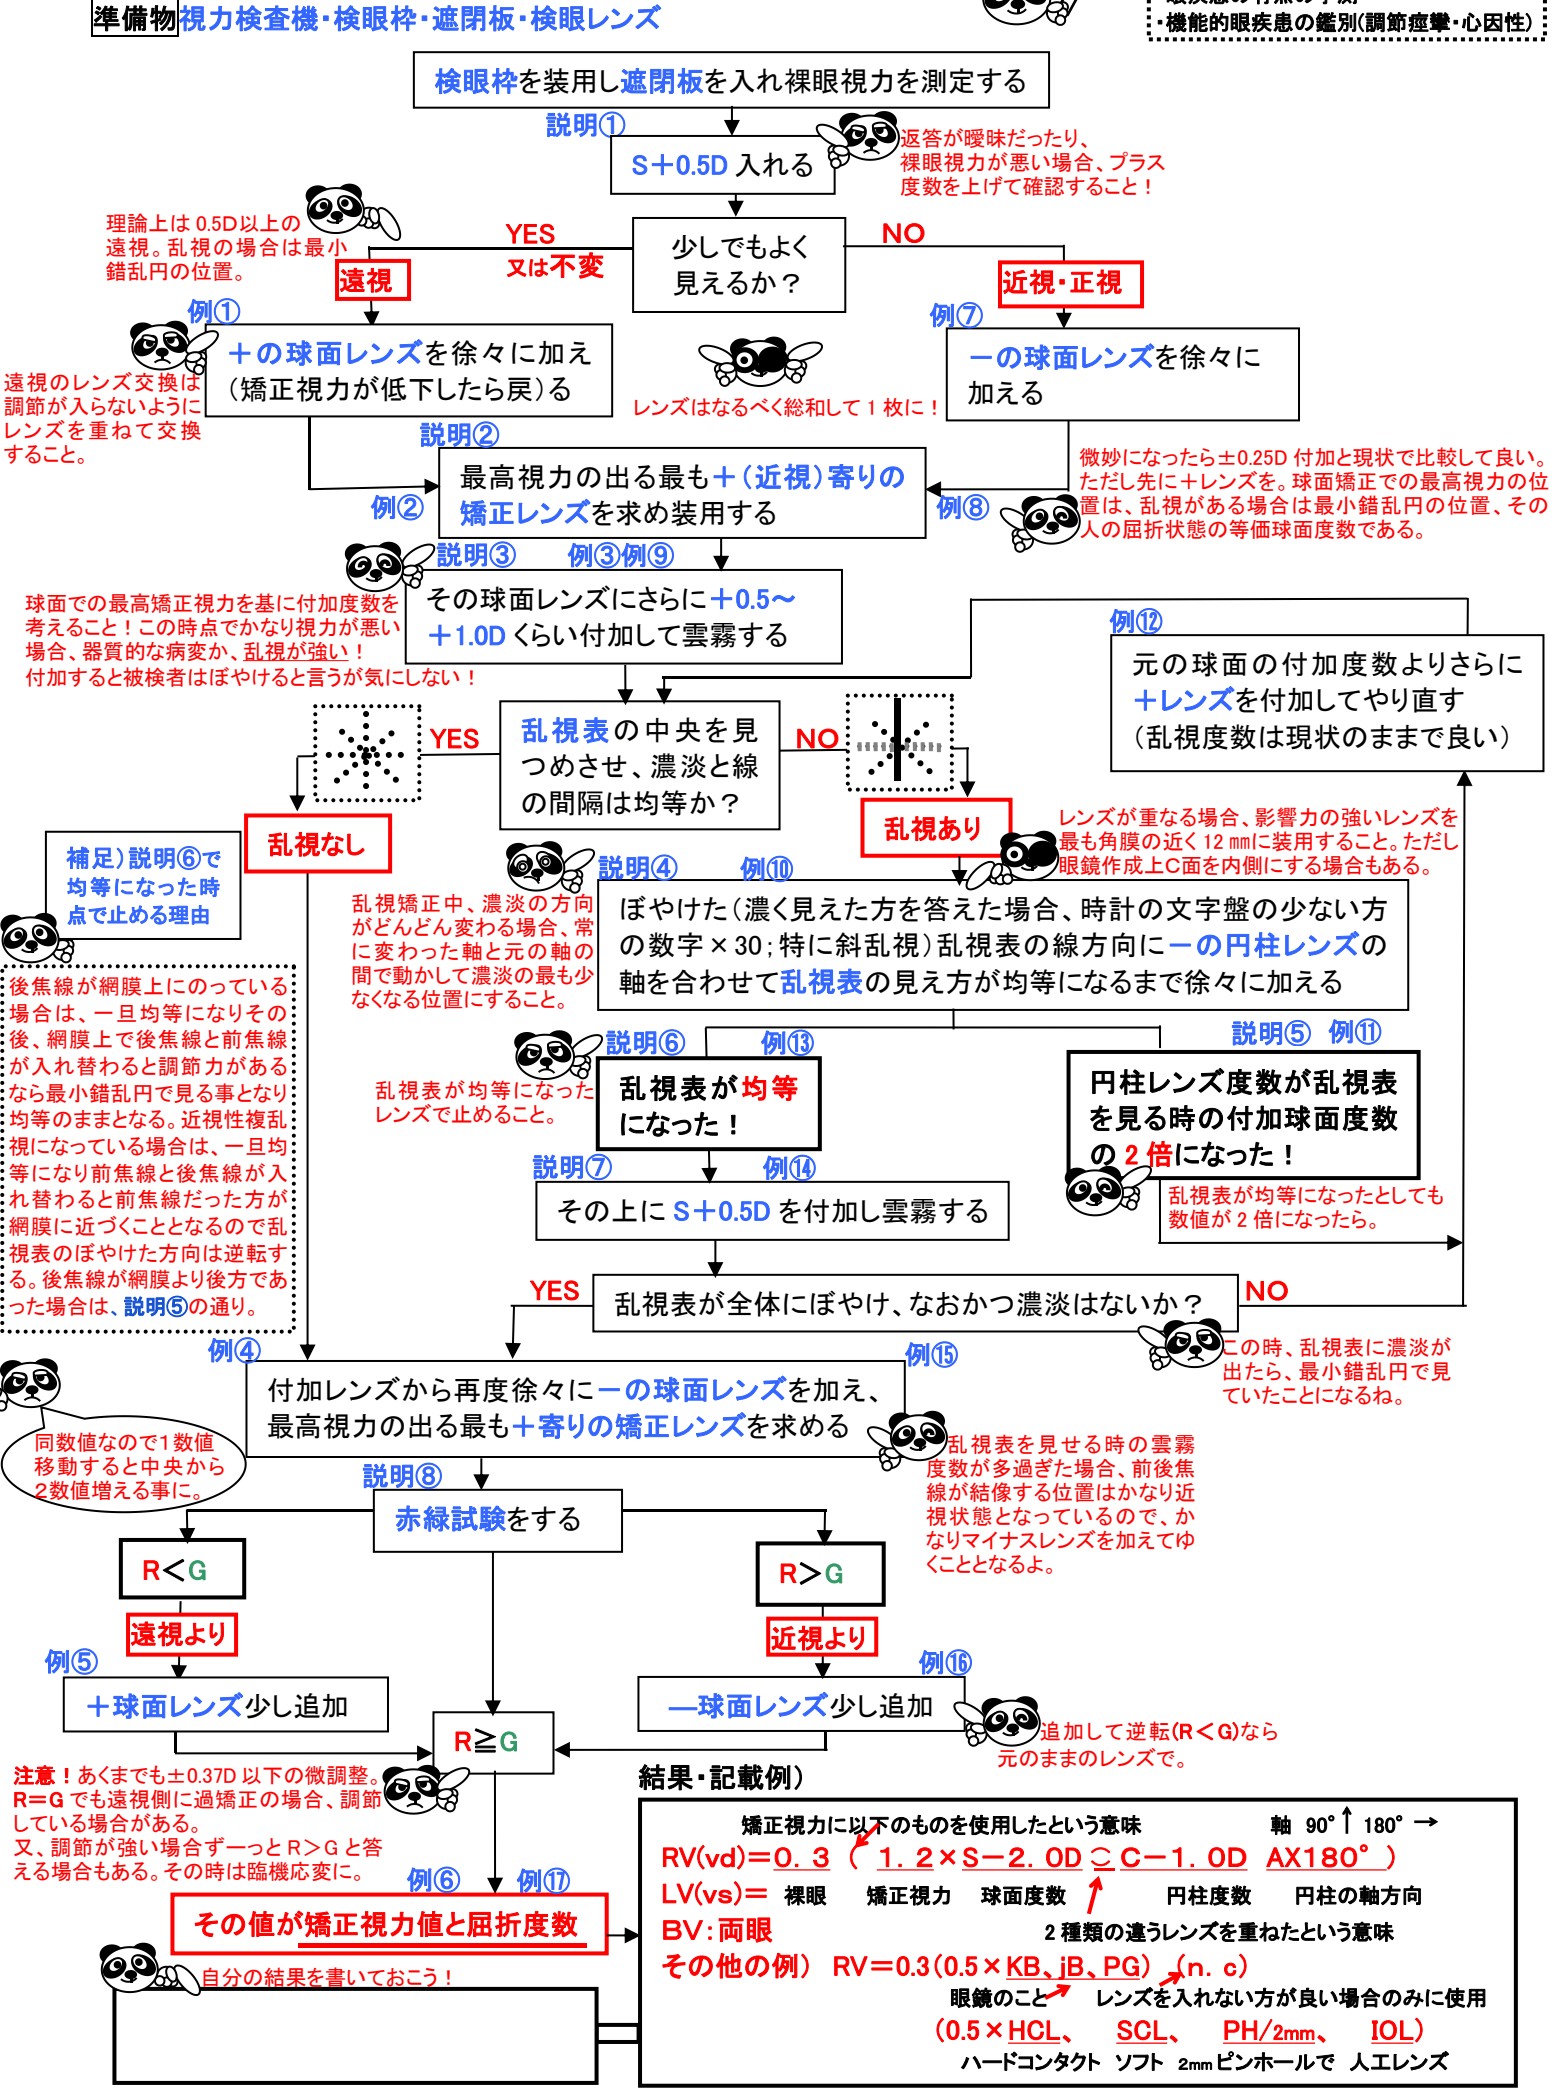 準備物 視力検査機・検眼枠・遮閉板・検眼レンズ
・機能的眼疾患の鑑別(調節痙攣・心因性)
検眼枠を装用し遮閉板を入れ裸眼視力を測定する
説明①
S＋0.5D 入れる
返答が曖昧だったり、
裸眼視力が悪い場合、プラス
度数を上げて確認すること！
理論上は 0.5D以上の
遠視。乱視の場合は最小
錯乱円の位置。
YES
又は不変
少しでもよく
見えるか？
NO
遠視
近視・正視
例①
＋の球面レンズを徐々に加え
（矯正視力が低下したら戻）る
遠視のレンズ交換は
調節が入らないように
レンズを重ねて交換
すること。
レンズはなるべく総和して 1 枚に！
例⑦
－の球面レンズを徐々に
加える
説明②
最高視力の出る最も＋（近視）寄りの
矯正レンズを求め装用する
例②
例⑧
微妙になったら±0.25D 付加と現状で比較して良い。
ただし先に＋レンズを。球面矯正での最高視力の位
置は、乱視がある場合は最小錯乱円の位置、その
人の屈折状態の等価球面度数である。
説明③ 例③例⑨
その球面レンズにさらに＋0.5～
＋1.0D くらい付加して雲霧する
球面での最高矯正視力を基に付加度数を
考えること！この時点でかなり視力が悪い
場合、器質的な病変か、乱視が強い！
付加すると被検者はぼやけると言うが気にしない！
例⑫
元の球面の付加度数よりさらに
＋レンズを付加してやり直す
（乱視度数は現状のままで良い）
YES
乱視表の中央を見
つめさせ、濃淡と線
の間隔は均等か？
NO
乱視なし
乱視あり
レンズが重なる場合、影響力の強いレンズを
最も角膜の近く 12 ㎜に装用すること。ただし
眼鏡作成上C面を内側にする場合もある。
補足）説明⑥で
均等になった時
点で止める理由
後焦線が網膜上にのっている
場合は、一旦均等になりその
後、網膜上で後焦線と前焦線
が入れ替わると調節力がある
なら最小錯乱円で見る事となり
均等のままとなる。近視性複乱
視になっている場合は、一旦均
等になり前焦線と後焦線が入
れ替わると前焦線だった方が
網膜に近づくこととなるので乱
視表のぼやけた方向は逆転す
る。後焦線が網膜より後方であ
った場合は、説明⑤の通り。
乱視矯正中、濃淡の方向
がどんどん変わる場合、常
に変わった軸と元の軸の
間で動かして濃淡の最も少
なくなる位置にすること。
説明④ 例⑩
ぼやけた（濃く見えた方を答えた場合、時計の文字盤の少ない方
の数字×30；特に斜乱視）乱視表の線方向に－の円柱レンズの
軸を合わせて乱視表の見え方が均等になるまで徐々に加える
説明⑥ 例⑬
乱視表が均等
になった！
乱視表が均等になった
レンズで止めること。
説明⑤ 例⑪
円柱レンズ度数が乱視表
を見る時の付加球面度数
の 2 倍になった！
乱視表が均等になったとしても
数値が 2 倍になったら。
説明⑦ 例⑭
その上に S＋0.5D を付加し雲霧する
YES
乱視表が全体にぼやけ、なおかつ濃淡はないか？
NO
この時、乱視表に濃淡が
出たら、最小錯乱円で見
ていたことになるね。
例④
例⑮
付加レンズから再度徐々に－の球面レンズを加え、
最高視力の出る最も＋寄りの矯正レンズを求める
同数値なので１数値
移動すると中央から
２数値増える事に。
乱視表を見せる時の雲霧
度数が多過ぎた場合、前後焦
線が結像する位置はかなり近
視状態となっているので、か
なりマイナスレンズを加えてゆ
くこととなるよ。
説明⑧
赤緑試験をする
R＜G
R＞G
遠視より
近視より
例⑤
＋球面レンズ少し追加
例⑯
―球面レンズ少し追加
R≧G
追加して逆転(R＜G)なら
元のままのレンズで。
注意！あくまでも±0.37D 以下の微調整。
R＝G でも遠視側に過矯正の場合、調節
している場合がある。
又、調節が強い場合ずーっと R＞G と答
える場合もある。その時は臨機応変に。
例⑥ 例⑰
その値が矯正視力値と屈折度数
自分の結果を書いておこう！
結果・記載例）
矯正視力に以下のものを使用したという意味 軸 90°↑ 180°→
RV(vd)＝０．３ （ １．２×Ｓ－２．０Ｄ ⌒ Ｃ－１．０Ｄ AX180° ）
LV(vs)＝ 裸眼 矯正視力 球面度数 円柱度数 円柱の軸方向
BV：両眼 2 種類の違うレンズを重ねたという意味
その他の例） RV＝0.3（0.5×KB、jB、PG） （n．c）
眼鏡のこと レンズを入れない方が良い場合のみに使用
（0.5×HCL、 SCL、 PH/2mm、 IOL）
ハードコンタクト ソフト 2mm ピンホールで 人工レンズ